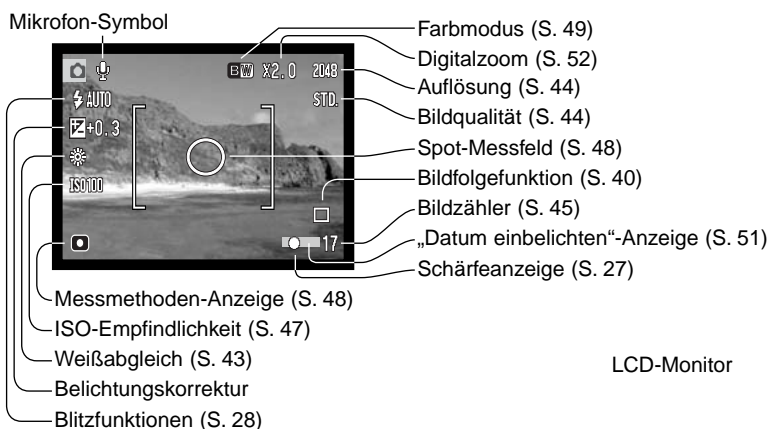 Mikrofon-Symbol
BW X2.0 2048
AUTO STD.
+0.3
ISO100
17
Farbmodus (S. 49)
Digitalzoom (S. 52)
Auflösung (S. 44)
Bildqualität (S. 44)
Spot-Messfeld (S. 48)
Bildfolgefunktion (S. 40)
Bildzähler (S. 45)
„Datum einbelichten“-Anzeige (S. 51)
Schärfeanzeige (S. 27)
Messmethoden-Anzeige (S. 48)
ISO-Empfindlichkeit (S. 47)
Weißabgleich (S. 43)
Belichtungskorrektur
Blitzfunktionen (S. 28)
LCD-Monitor